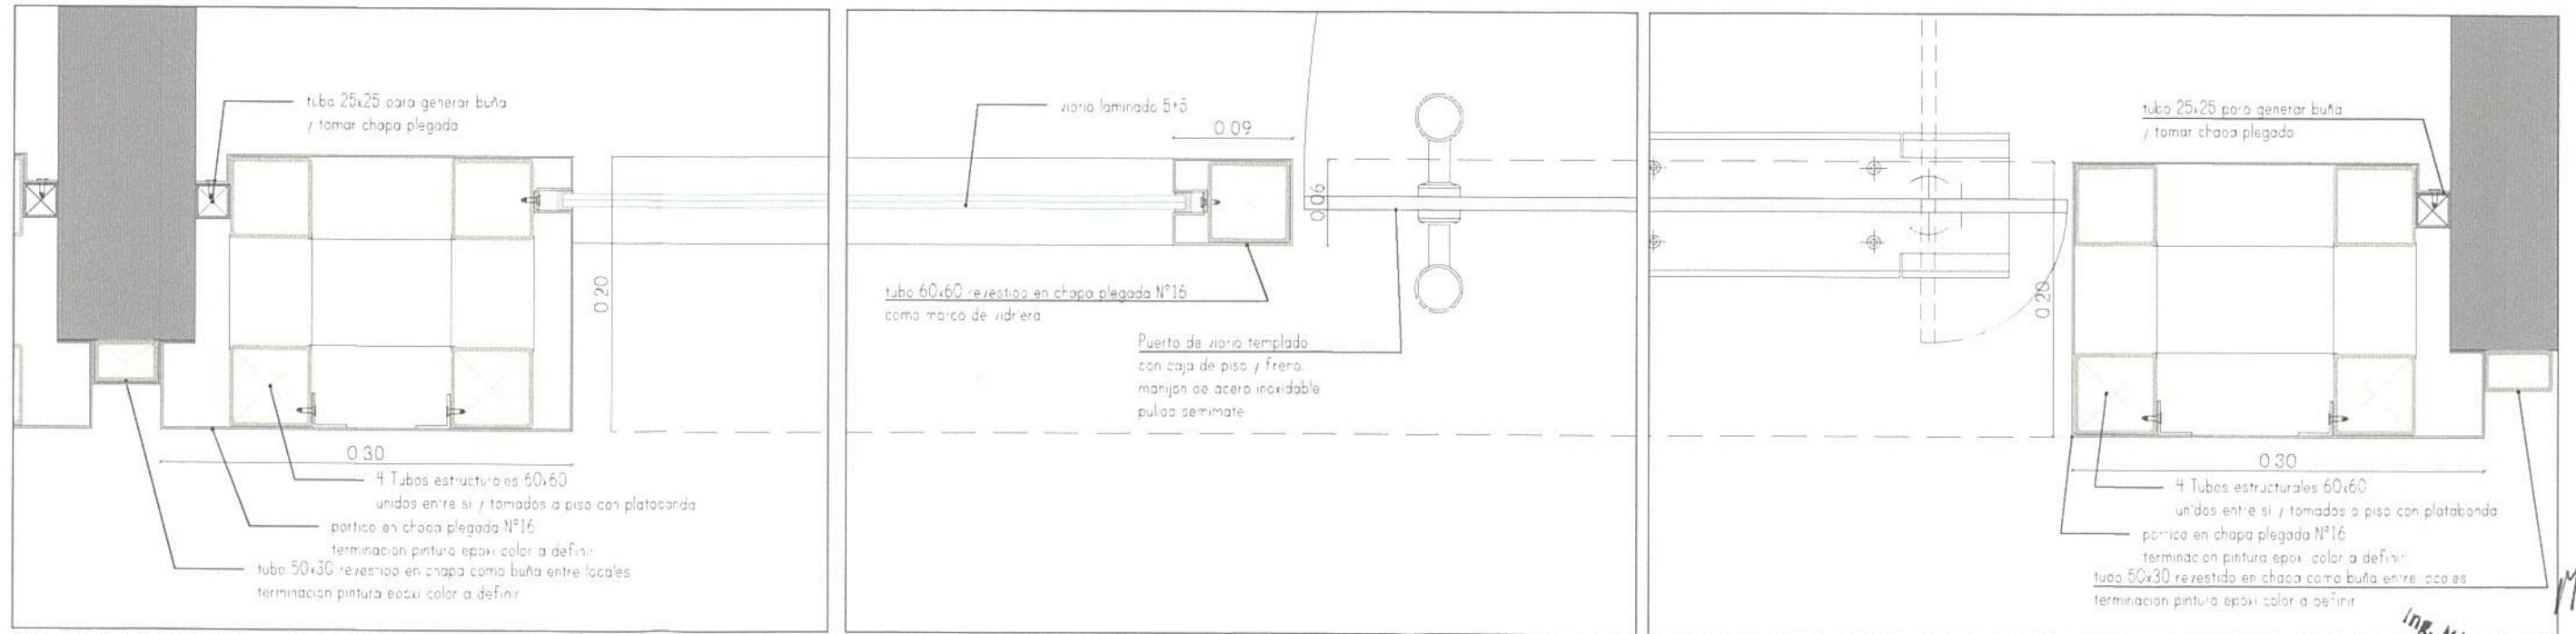 tubo 25x25 para generar buña
y tomar chapa plegada
0.20
0.30
4 Tubos estructurales 60x60
unidos entre si y tomados a piso con platabanda
portico en chapa plegada N°16
terminacion pintura epoxi color a definir
tubo 50x30 revestido en chapa como buña entre locales
terminacion pintura epoxi color a definir
vidrio laminado 5+5
0.09
0.06
tubo 60x60 revestido en chapa plegada N°16
como marco de vidriera
Puerta de vidrio templado
con caja de piso y freno.
manijon de acero inoxidable
pulido semimate
tubo 25x25 para generar buña
y tomar chapa plegado
0.20
0.30
4 Tubos estructurales 60x60
unidos entre si y tomados a piso con platabanda
portico en chapa plegada N°16
terminacion pintura epoxi color a definir
tubo 50x30 revestido en chapa como buña entre locales
terminacion pintura epoxi color a definir
Ing.